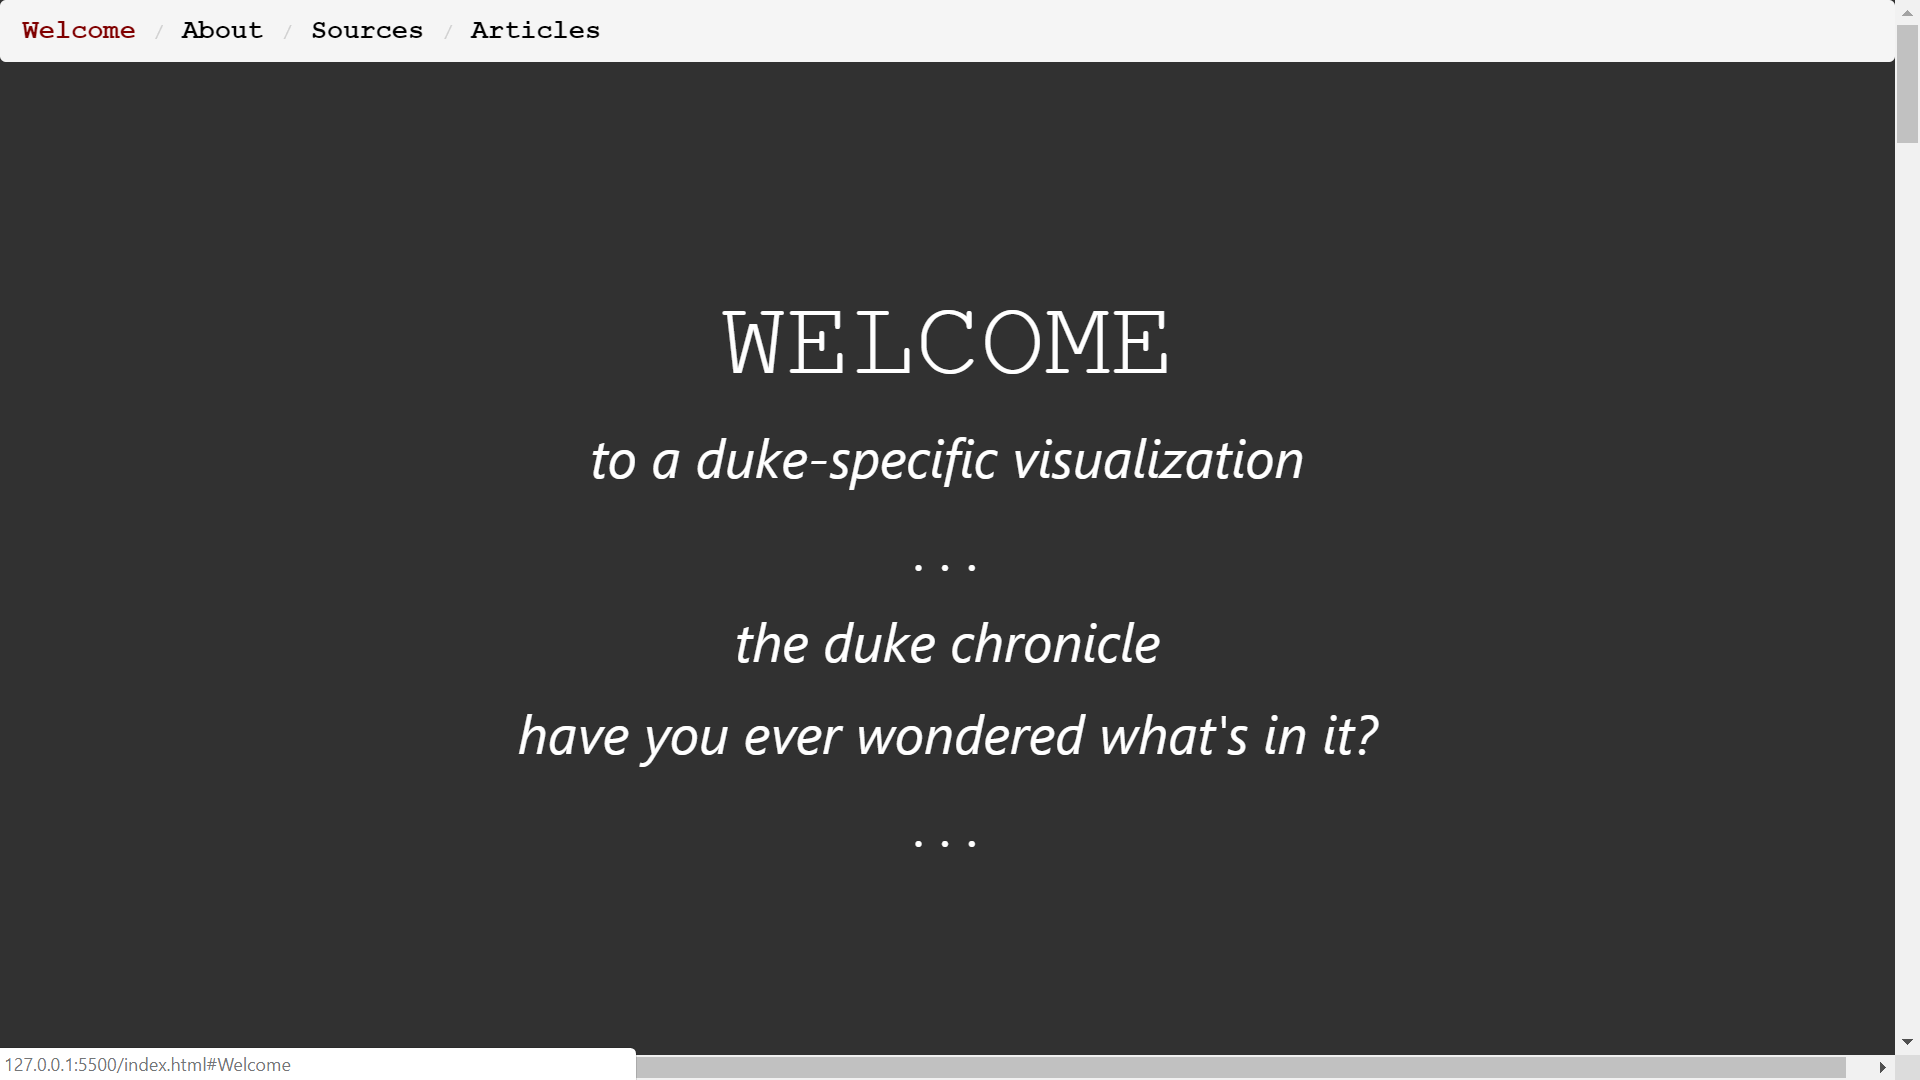 Welcome / About / Sources / Articles
WELCOME
to a duke-specific visualization
...
the duke chronicle
have you ever wondered what's in it?
...
127.0.0.1:5500/index.html#Welcome